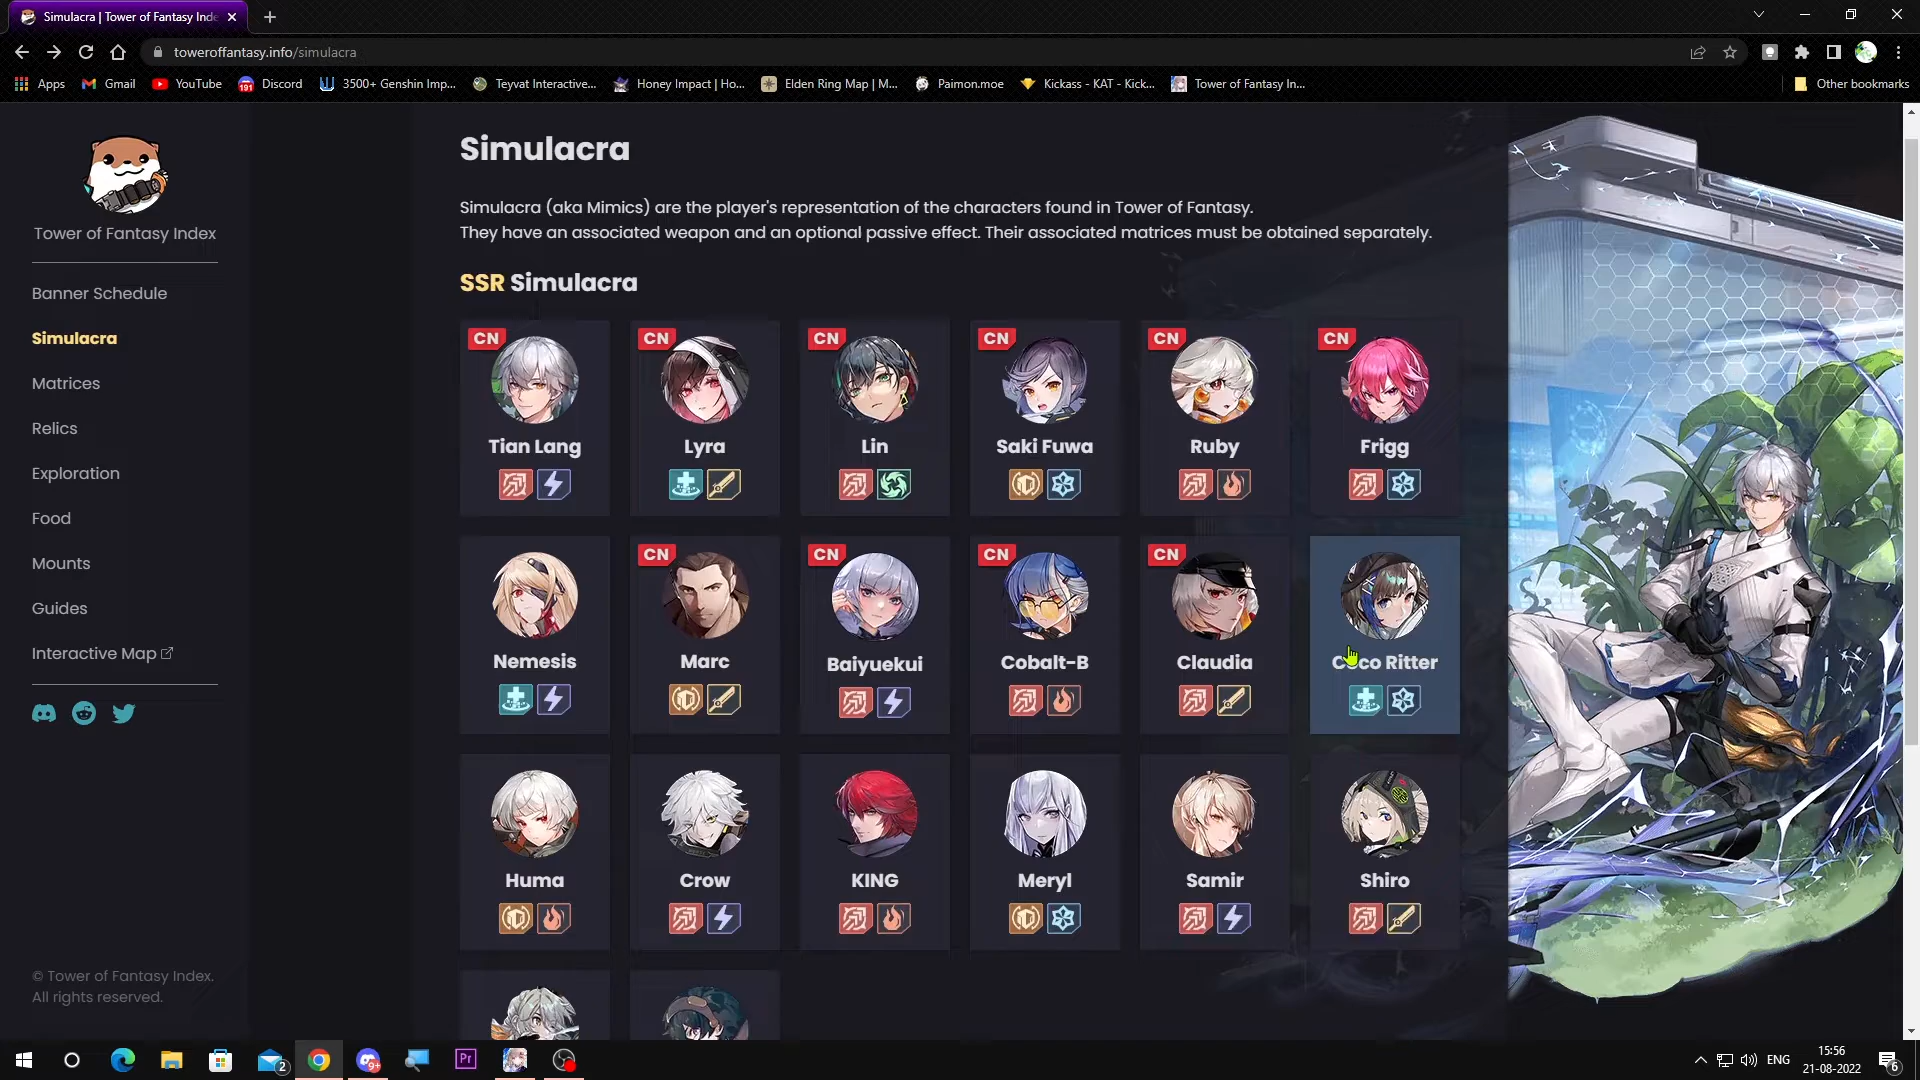 Simulacra | Tower of Fantasy Inde
toweroffantasy.info/simulacra
Apps
Gmail
YouTube
191
Discord
3500+ Genshin Imp...
Teyvat Interactive...
Honey Impact | Ho...
Elden Ring Map | M...
Paimon.moe
Kickass - KAT - Kick...
Tower of Fantasy In...
Other bookmarks
Tower of Fantasy Index
Banner Schedule
Simulacra
Matrices
Relics
Exploration
Food
Mounts
Guides
Interactive Map
© Tower of Fantasy Index.
All rights reserved.
Simulacra
Simulacra (aka Mimics) are the player's representation of the characters found in Tower of Fantasy.
They have an associated weapon and an optional passive effect. Their associated matrices must be obtained separately.
SSR Simulacra
CN CN CN CN CN CN
Tian Lang Lyra Lin Saki Fuwa Ruby Frigg
CN CN CN CN
Nemesis Marc Baiyuekui Cobalt-B Claudia Coco Ritter
Huma Crow KING Meryl Samir Shiro
2
9+
Pr
ENG
15:56
21-08-2022
6